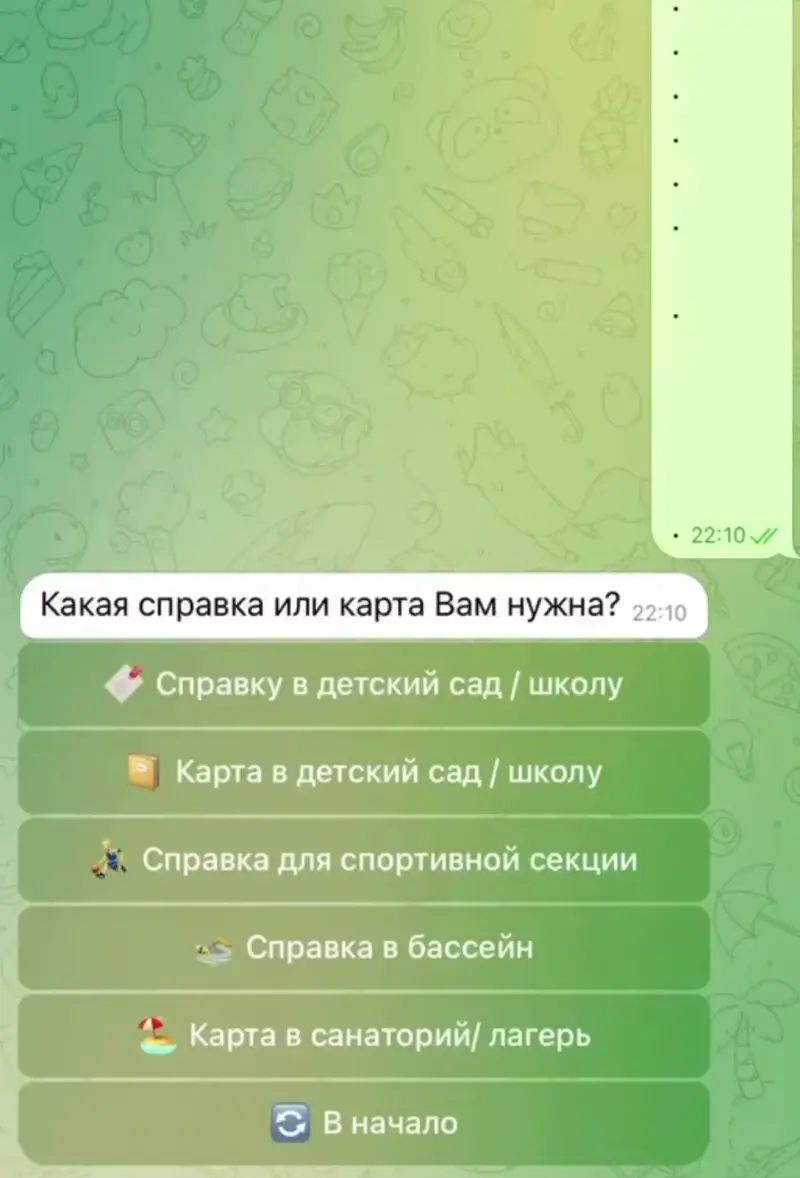 22:10
Какая справка или карта Вам нужна? 22:10
Справку в детский сад / школу
Карта в детский сад / школу
Справка для спортивной секции
Справка в бассейн
Карта в санаторий/ лагерь
В начало